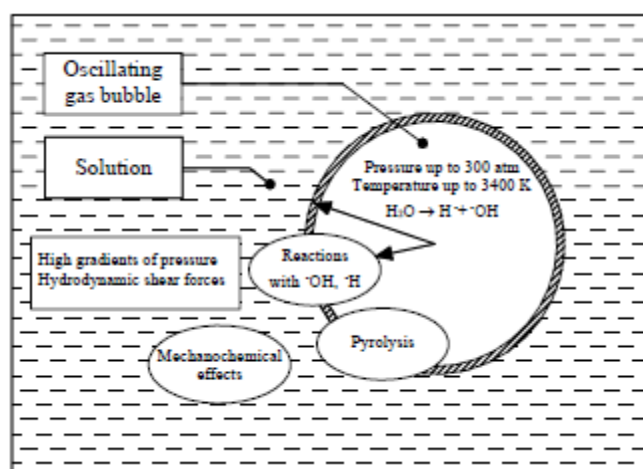 Oscillating
gas bubble
Solution
Pressure up to 300 atm
Temperature up to 3400 K
H₂O → H·+ ·OH
High gradients of pressure
Hydrodynamic shear forces
Reactions
with ·OH, ·H
Pyrolysis
Mechanochemical
effects